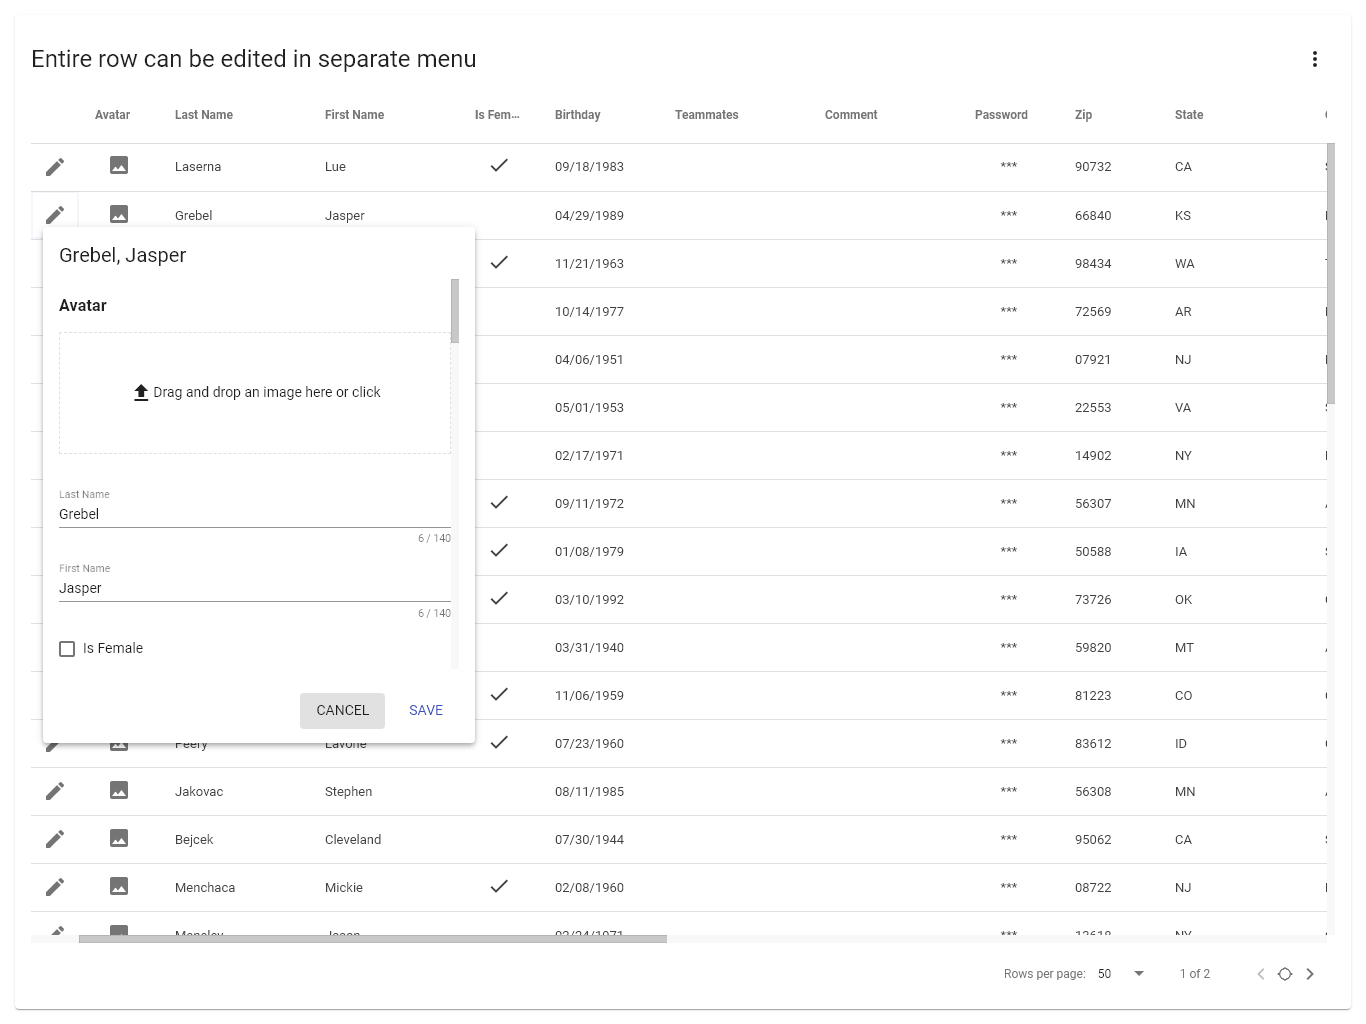 Entire row can be edited in separate menu
Avatar Last Name First Name Is Fem... Birthday Teammates Comment Password Zip State
Laserna Lue 09/18/1983 *** 90732 CA
Grebel Jasper 04/29/1989 *** 66840 KS
11/21/1963 *** 98434 WA
10/14/1977 *** 72569 AR
04/06/1951 *** 07921 NJ
05/01/1953 *** 22553 VA
02/17/1971 *** 14902 NY
09/11/1972 *** 56307 MN
01/08/1979 *** 50588 IA
03/10/1992 *** 73726 OK
03/31/1940 *** 59820 MT
11/06/1959 *** 81223 CO
Feery Lavone 07/23/1960 *** 83612 ID
Jakovac Stephen 08/11/1985 *** 56308 MN
Bejcek Cleveland 07/30/1944 *** 95062 CA
Menchaca Mickie 02/08/1960 *** 08722 NJ
Grebel, Jasper
Avatar
Drag and drop an image here or click
Last Name
Grebel
6 / 140
First Name
Jasper
6 / 140
Is Female
CANCEL SAVE
Rows per page: 50 1 of 2